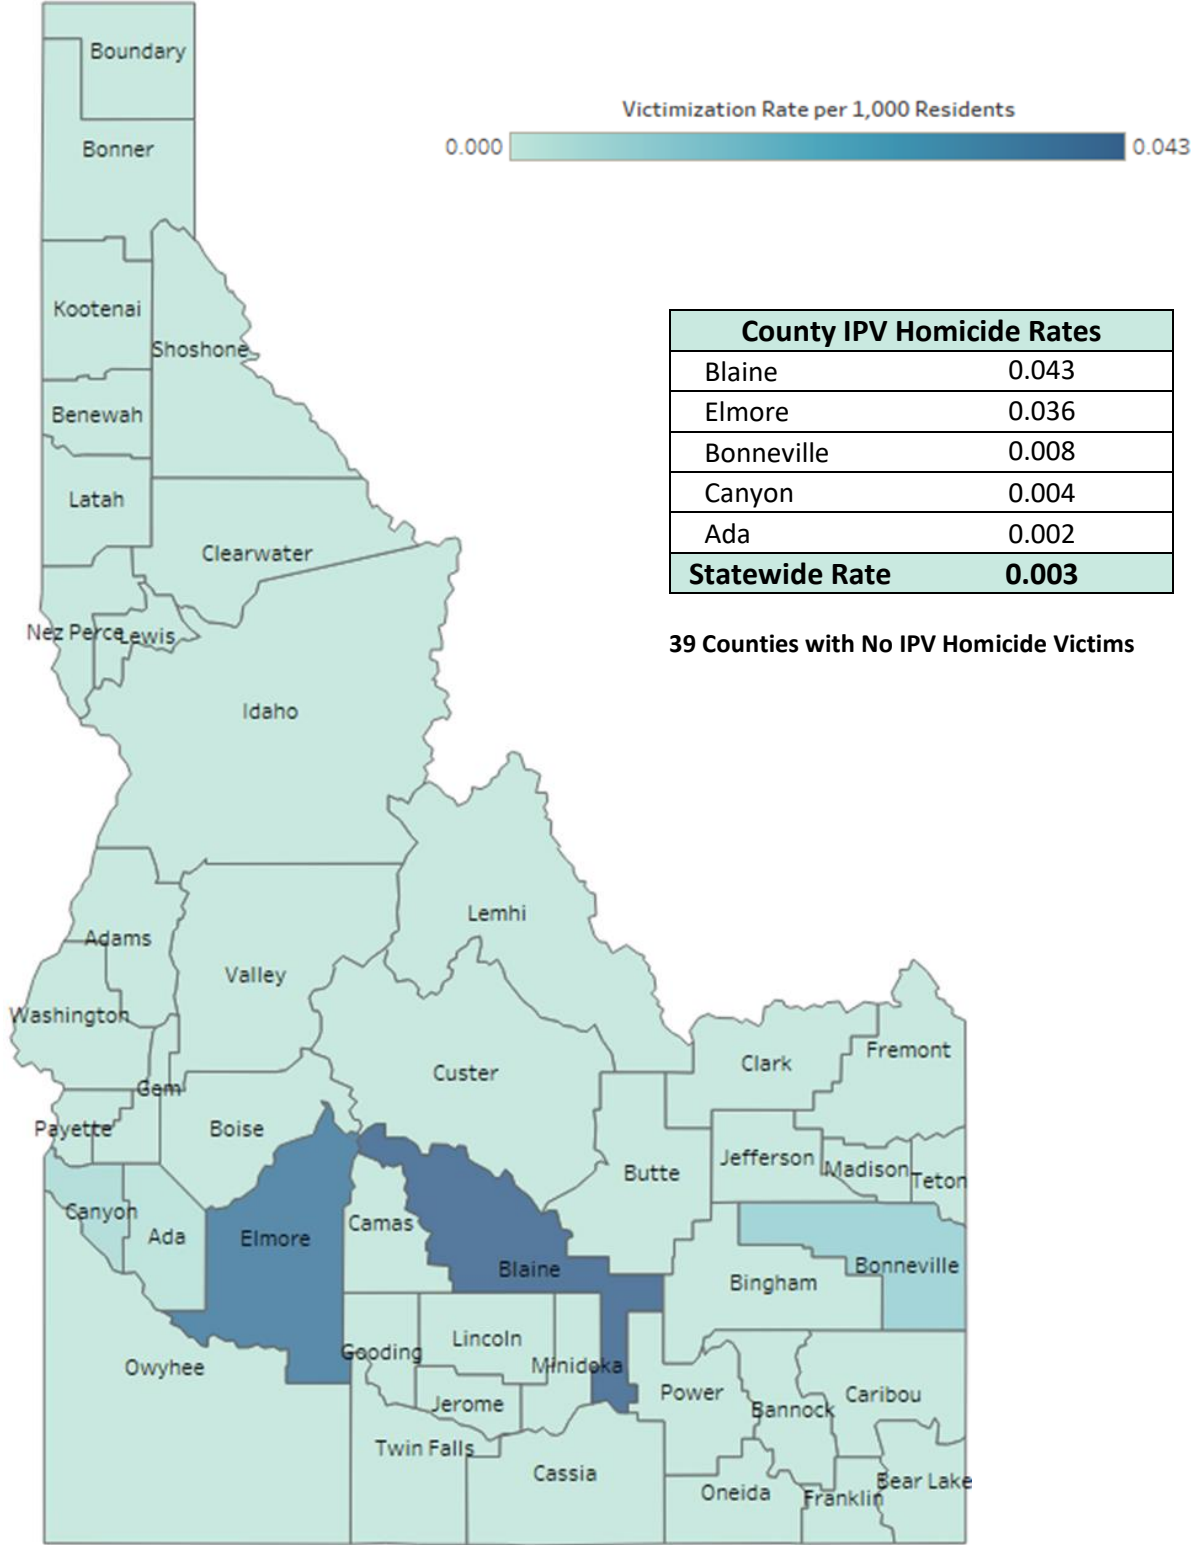 Boundary
Victimization Rate per 1,000 Residents
0.000
0.043
Bonner
Kootenai
Shoshone
County IPV Homicide Rates
Blaine 0.043
Elmore 0.036
Bonneville 0.008
Canyon 0.004
Ada 0.002
Statewide Rate 0.003
39 Counties with No IPV Homicide Victims
Benewah
Latah
Clearwater
Nez Perce
Lewis
Idaho
Lemhi
Adams
Valley
Washington
Custer
Clark
Fremont
Gem
Payette
Boise
Butte
Jefferson
Madison
Teton
Canyon
Ada
Elmore
Camas
Blaine
Bonneville
Bingham
Owyhee
Gooding
Lincoln
Minidoka
Jerome
Power
Bannock
Caribou
Twin Falls
Cassia
Oneida
Franklin
Bear Lake